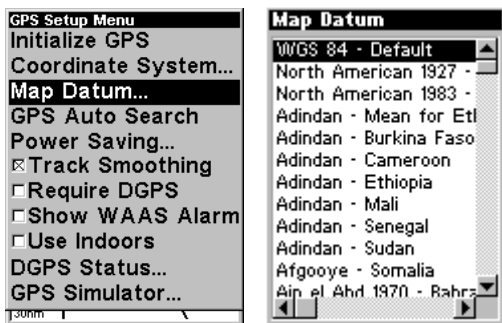 GPS Setup Menu
Initialize GPS
Coordinate System...
Map Datum...
GPS Auto Search
Power Saving...
Track Smoothing
Require DGPS
Show WAAS Alarm
Use Indoors
DGPS Status...
GPS Simulator...
30nm
Map Datum
WGS 84 - Default
North American 1927 -
North American 1983 -
Adindan - Mean for Etl
Adindan - Burkina Faso
Adindan - Cameroon
Adindan - Ethiopia
Adindan - Mali
Adindan - Senegal
Adindan - Sudan
Afgooye - Somalia
Ain el Abd 1970 - Bahra